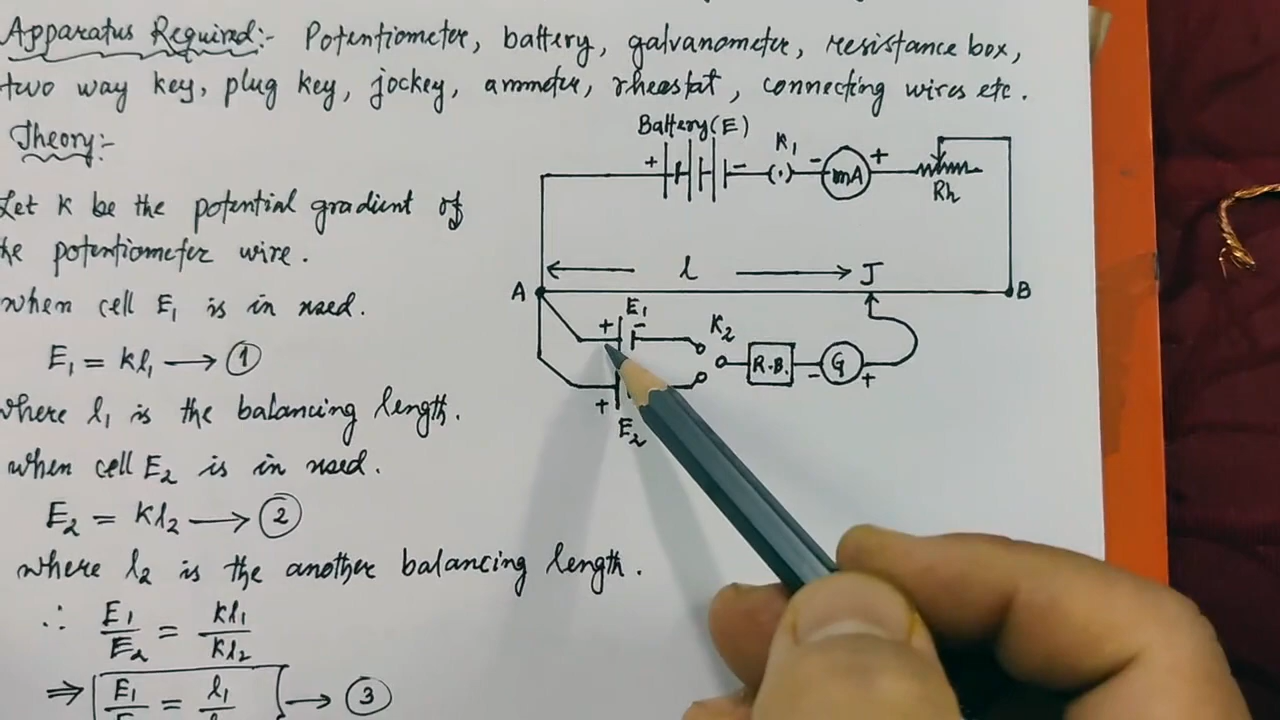 Apparatus Required:- Potentiometer, battery, galvanometer, resistance box,
two way key, plug key, jockey, ammeter, rheostat, connecting wires etc.
Theory:-
Let K be the potential gradient of
he potentiometer wire.
when cell E₁ is in used.
E₁ = Kl₁ → ①
where l₁ is the balancing length.
when cell E₂ is in used.
E₂ = Kl₂ → ②
where l₂ is the another balancing length.
∴ E₁/E₂ = Kl₁/Kl₂
⇒ E₁/E = l₁/l → ③
Battery(E)
+ - K₁ - mA +
Rh
l J
A B
E₁
+ - K₂
R.B. - G +
+
E₂